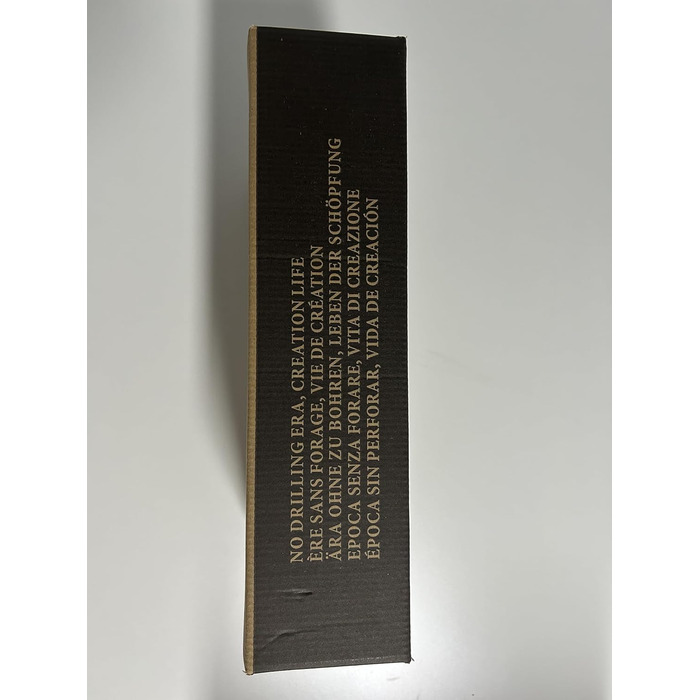 NO DRILLING ERA, CREATION LIFE
ÈRE SANS FORAGE, VIE DE CRÉATION
ÄRA OHNE ZU BOHREN, LEBEN DER SCHÖPFUNG
EPOCA SENZA FORARE, VITA DI CREAZIONE
ÉPOCA SIN PERFORAR, VIDA DE CREACIÓN